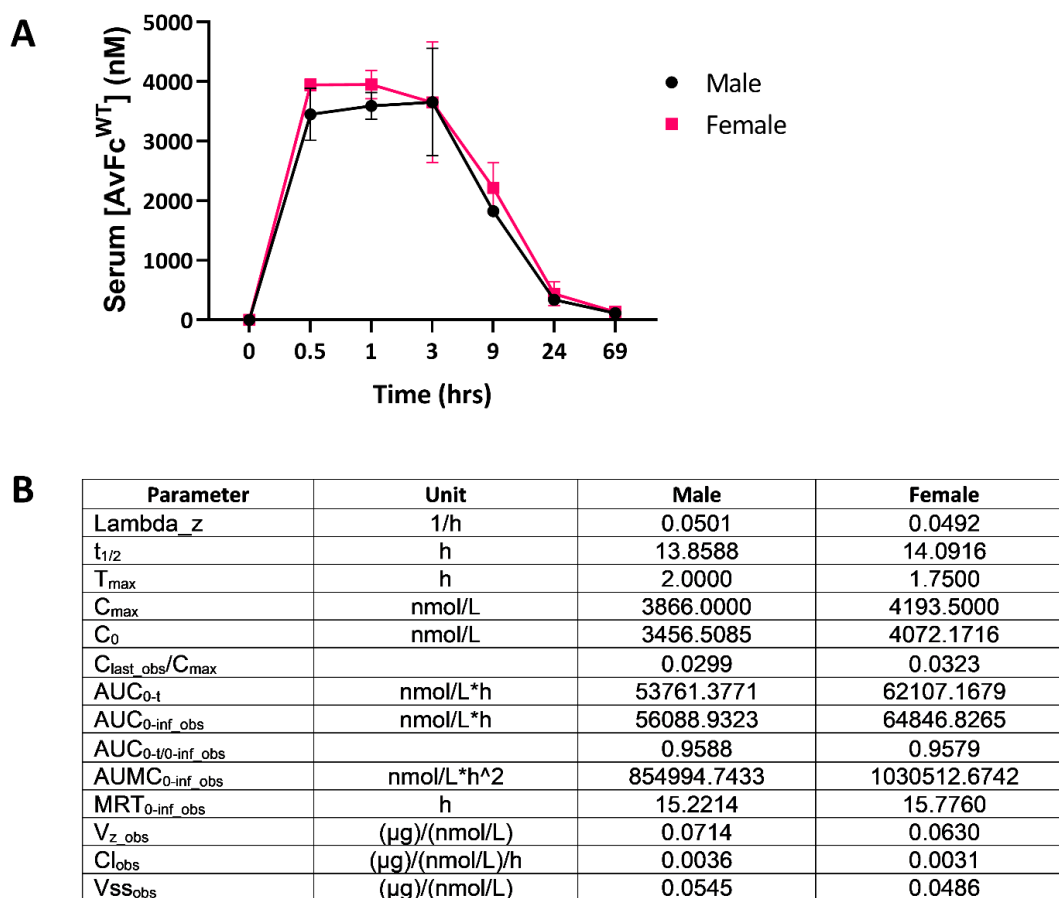 A
5000
4000
3000
2000
1000
0
Serum [AvFcWT] (nM)
Male
Female
0 0.5 1 3 9 24 69
Time (hrs)
B
Parameter Unit Male Female
Lambda_z 1/h 0.0501 0.0492
t1/2 h 13.8588 14.0916
Tmax h 2.0000 1.7500
Cmax nmol/L 3866.0000 4193.5000
C0 nmol/L 3456.5085 4072.1716
Clast_obs/Cmax 0.0299 0.0323
AUC0-t nmol/L*h 53761.3771 62107.1679
AUC0-inf_obs nmol/L*h 56088.9323 64846.8265
AUC0-t/0-inf_obs 0.9588 0.9579
AUMC0-inf_obs nmol/L*h^2 854994.7433 1030512.6742
MRT0-inf_obs h 15.2214 15.7760
Vz_obs (µg)/(nmol/L) 0.0714 0.0630
Clobs (µg)/(nmol/L)/h 0.0036 0.0031
Vssobs (µg)/(nmol/L) 0.0545 0.0486